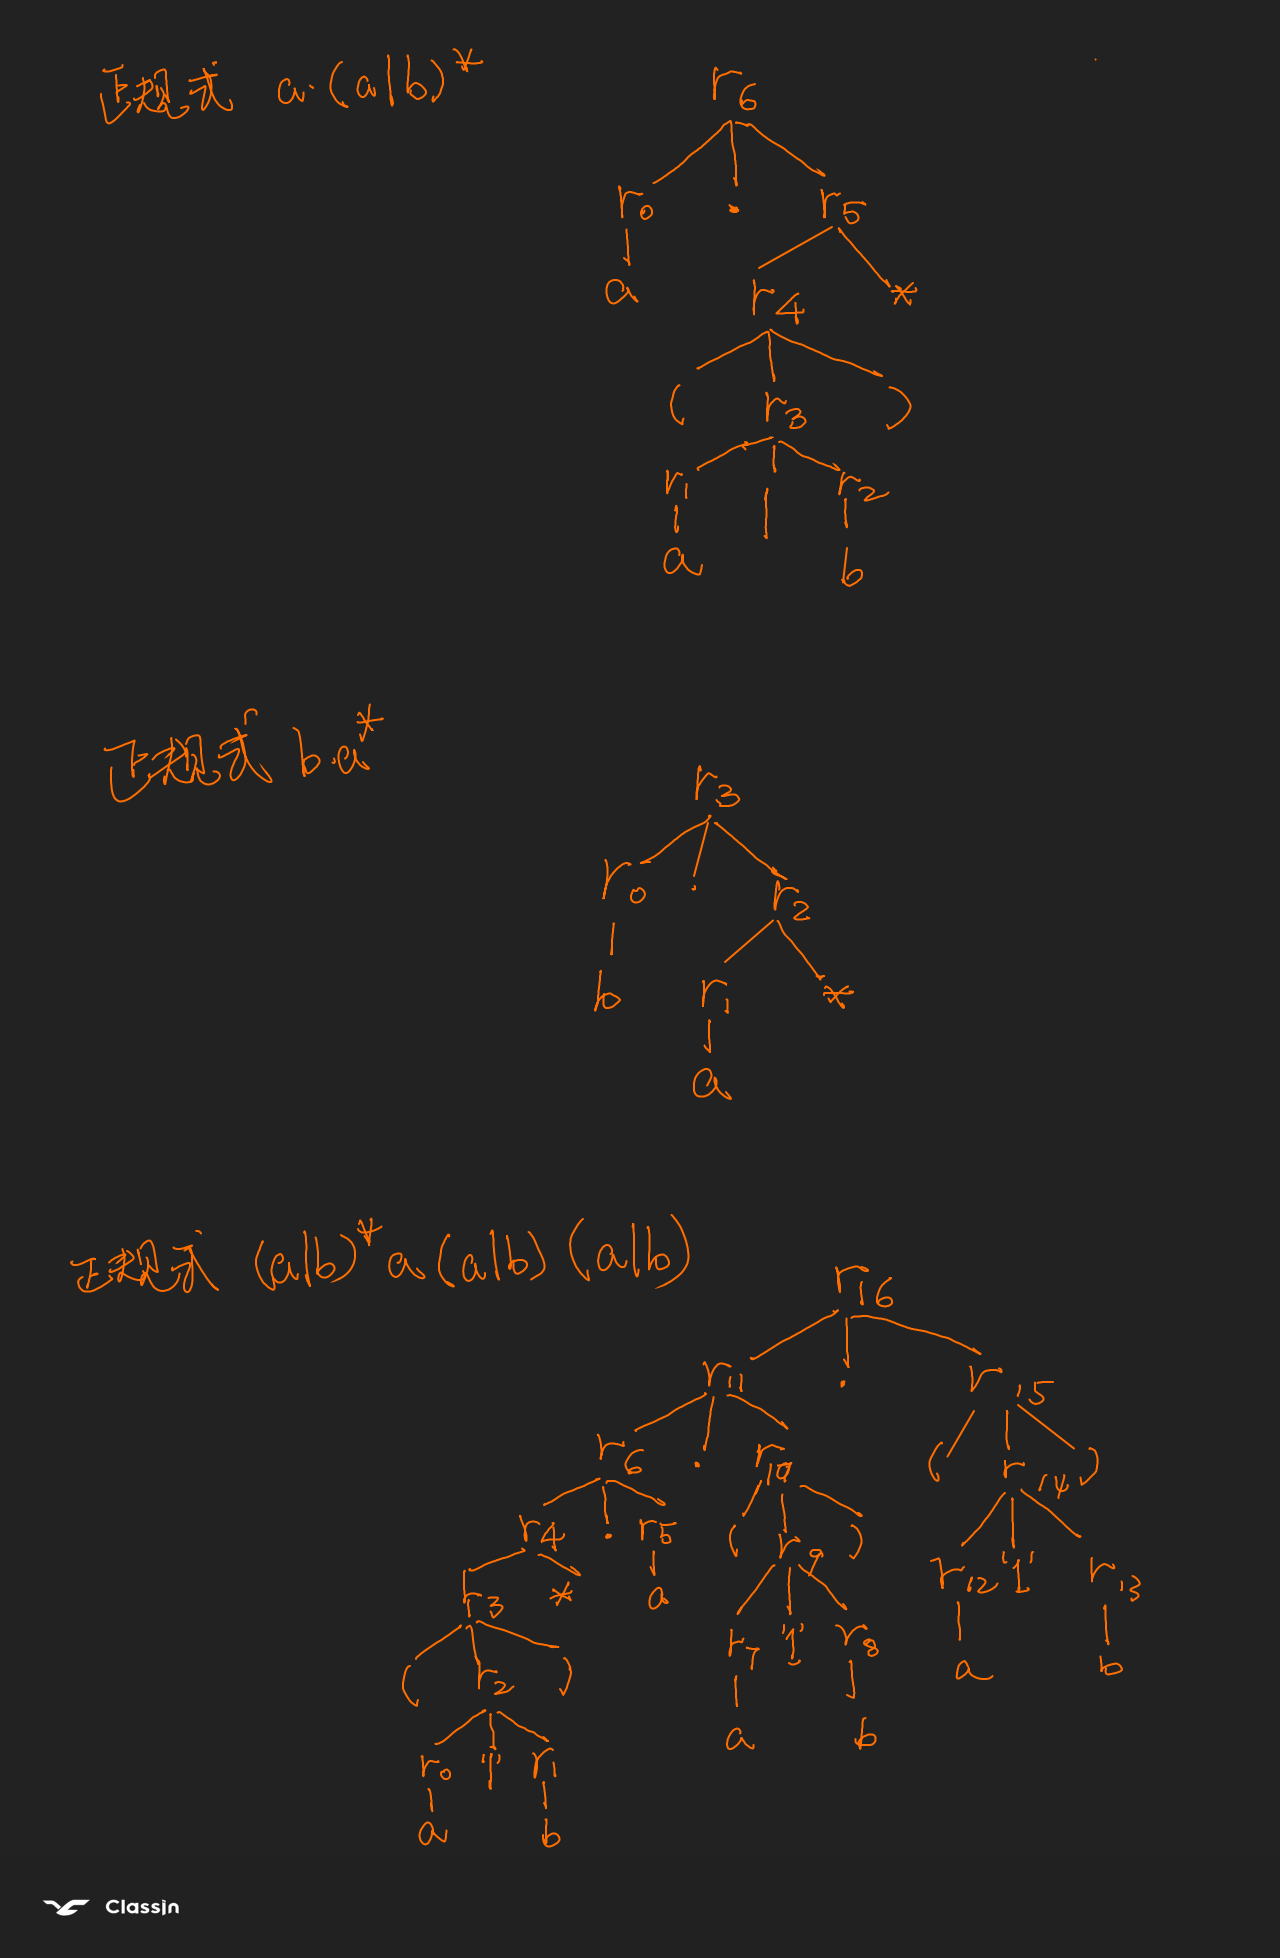 正规式 a·(a|b)*
r6
r0 · r5
a r4 *
( r3 )
r1 | r2
a b
正规式 b·a*
r3
r0 · r2
b r1 *
a
正规式 (a|b)*a(a|b)(a|b)
r16
r11 · r15
r6 · r10 ( r14 )
r4 · r5 ( r9 ) r12 '|' r13
r3 * a r7 '|' r8 a b
( r2 ) a b
r0 '|' r1
a b
ClassIn